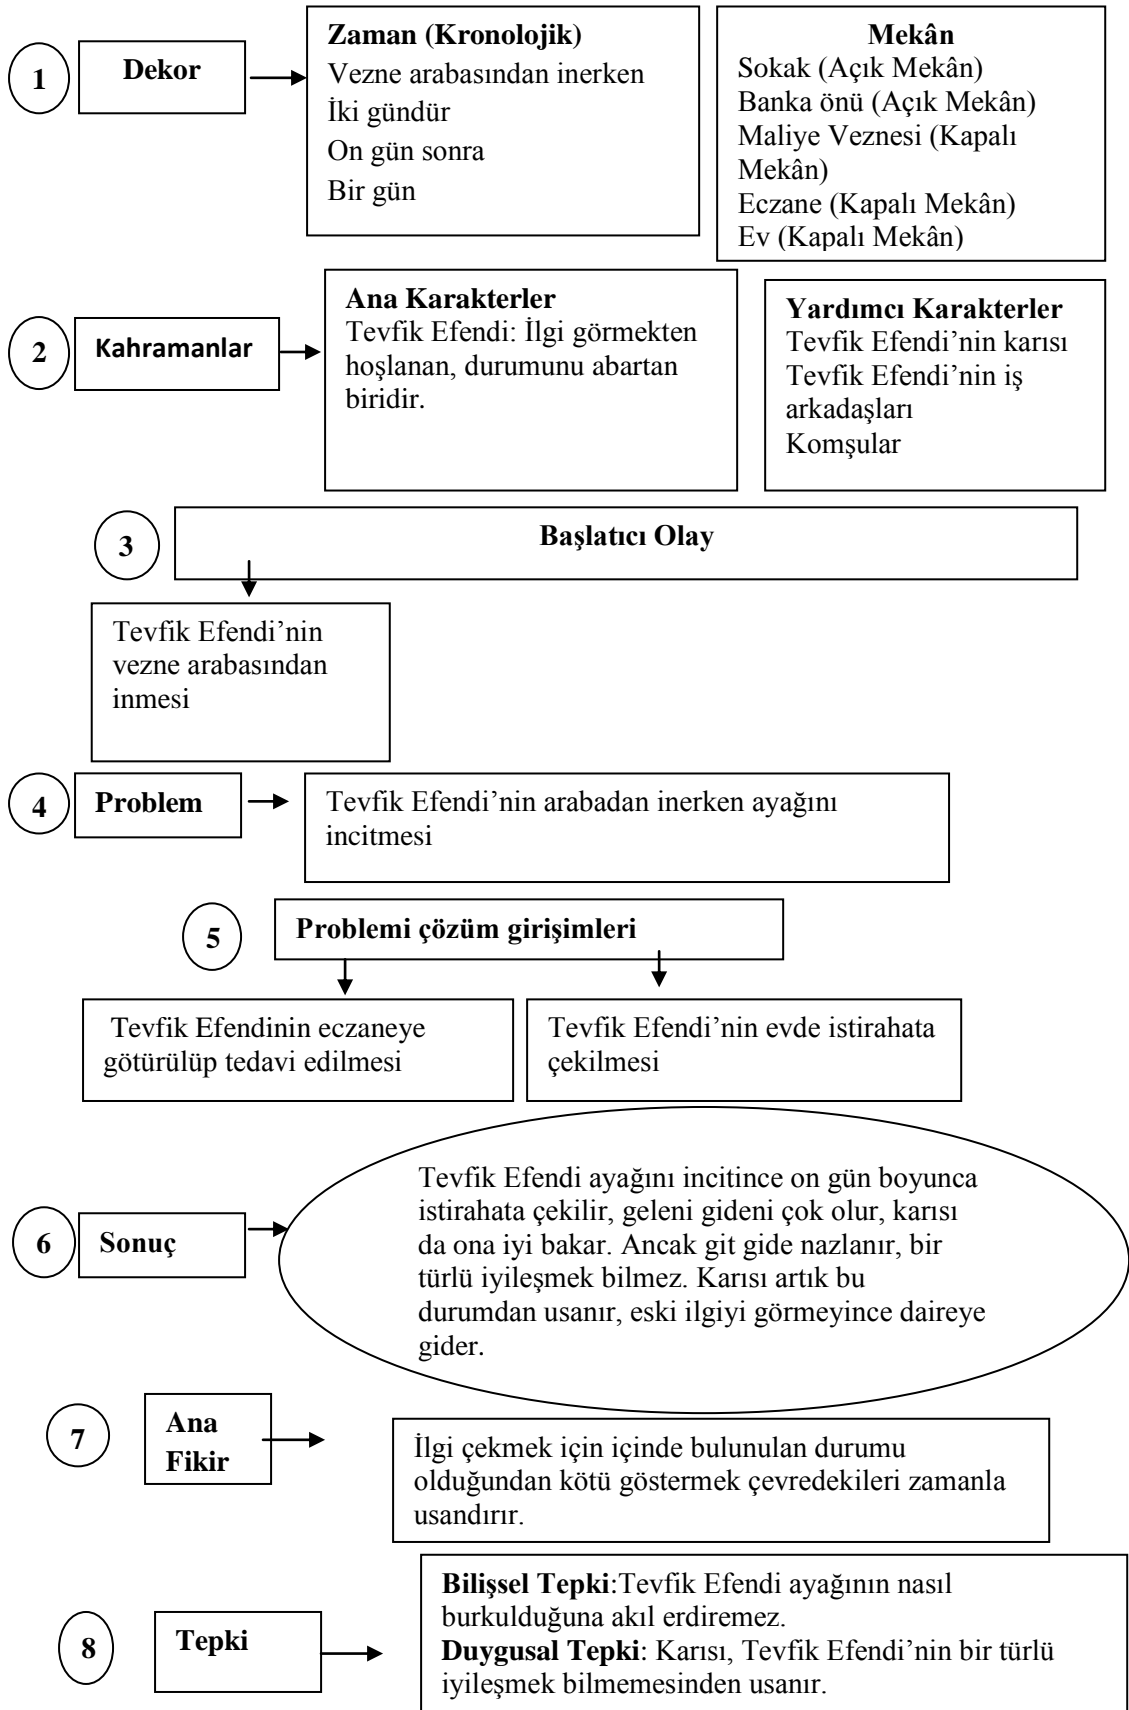 1
Dekor
Zaman (Kronolojik)
Vezne arabasından inerken
İki gündür
On gün sonra
Bir gün
Mekân
Sokak (Açık Mekân)
Banka önü (Açık Mekân)
Maliye Veznesi (Kapalı
Mekân)
Eczane (Kapalı Mekân)
Ev (Kapalı Mekân)
2
Kahramanlar
Ana Karakterler
Tevfik Efendi: İlgi görmekten
hoşlanan, durumunu abartan
biridir.
Yardımcı Karakterler
Tevfik Efendi’nin karısı
Tevfik Efendi’nin iş
arkadaşları
Komşular
3
Başlatıcı Olay
Tevfik Efendi’nin
vezne arabasından
inmesi
4
Problem
Tevfik Efendi’nin arabadan inerken ayağını
incitmesi
5
Problemi çözüm girişimleri
Tevfik Efendinin eczaneye
götürülüp tedavi edilmesi
Tevfik Efendi’nin evde istirahata
çekilmesi
6
Sonuç
Tevfik Efendi ayağını incitince on gün boyunca
istirahata çekilir, geleni gideni çok olur, karısı
da ona iyi bakar. Ancak git gide nazlanır, bir
türlü iyileşmek bilmez. Karısı artık bu
durumdan usanır, eski ilgiyi görmeyince daireye
gider.
7
Ana
Fikir
İlgi çekmek için içinde bulunulan durumu
olduğundan kötü göstermek çevredekileri zamanla
usandırır.
8
Tepki
Bilişsel Tepki:Tevfik Efendi ayağının nasıl
burkulduğuna akıl erdiremez.
Duygusal Tepki: Karısı, Tevfik Efendi’nin bir türlü
iyileşmek bilmemesinden usanır.